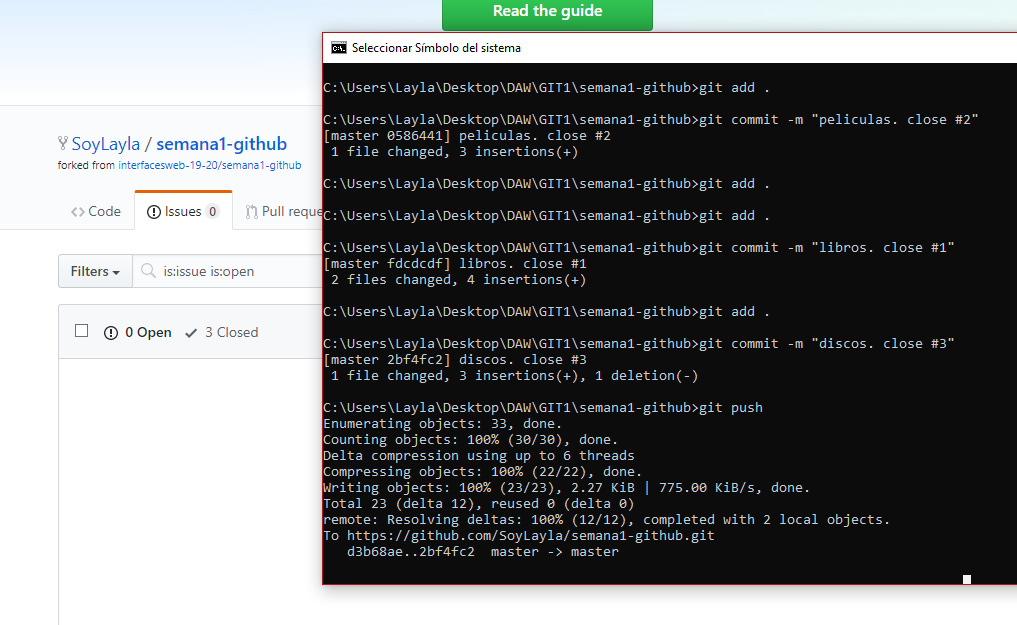 Read the guide
SoyLayla / semana1-github
forked from interfacesweb-19-20/semana1-github
Code
Issues 0
Pull reque
Filters
is:issue is:open
0 Open
3 Closed
Seleccionar Símbolo del sistema
C:\Users\Layla\Desktop\DAW\GIT1\semana1-github>git add .
C:\Users\Layla\Desktop\DAW\GIT1\semana1-github>git commit -m "peliculas. close #2"
[master 0586441] peliculas. close #2
1 file changed, 3 insertions(+)
C:\Users\Layla\Desktop\DAW\GIT1\semana1-github>git add .
C:\Users\Layla\Desktop\DAW\GIT1\semana1-github>git add .
C:\Users\Layla\Desktop\DAW\GIT1\semana1-github>git commit -m "libros. close #1"
[master fdcdcdf] libros. close #1
2 files changed, 4 insertions(+)
C:\Users\Layla\Desktop\DAW\GIT1\semana1-github>git add .
C:\Users\Layla\Desktop\DAW\GIT1\semana1-github>git commit -m "discos. close #3"
[master 2bf4fc2] discos. close #3
1 file changed, 3 insertions(+), 1 deletion(-)
C:\Users\Layla\Desktop\DAW\GIT1\semana1-github>git push
Enumerating objects: 33, done.
Counting objects: 100% (30/30), done.
Delta compression using up to 6 threads
Compressing objects: 100% (22/22), done.
Writing objects: 100% (23/23), 2.27 KiB | 775.00 KiB/s, done.
Total 23 (delta 12), reused 0 (delta 0)
remote: Resolving deltas: 100% (12/12), completed with 2 local objects.
To https://github.com/SoyLayla/semana1-github.git
d3b68ae..2bf4fc2  master -> master